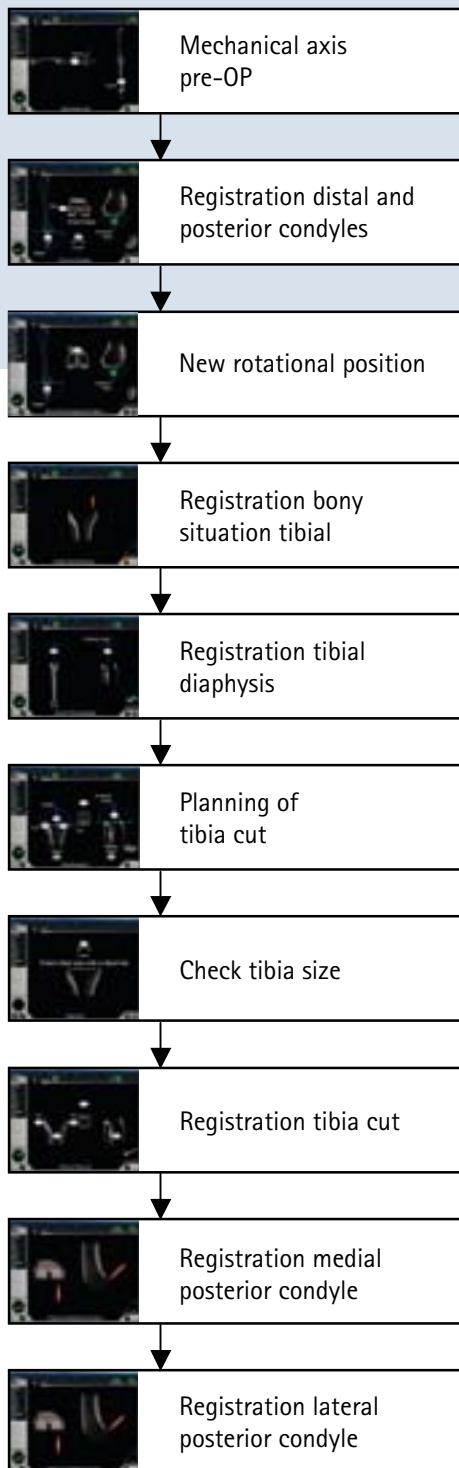 Mechanical axis
pre-OP
Registration distal and
posterior condyles
New rotational position
Registration bony
situation tibial
Registration tibial
diaphysis
Planning of
tibia cut
Check tibia size
Registration tibia cut
Registration medial
posterior condyle
Registration lateral
posterior condyle